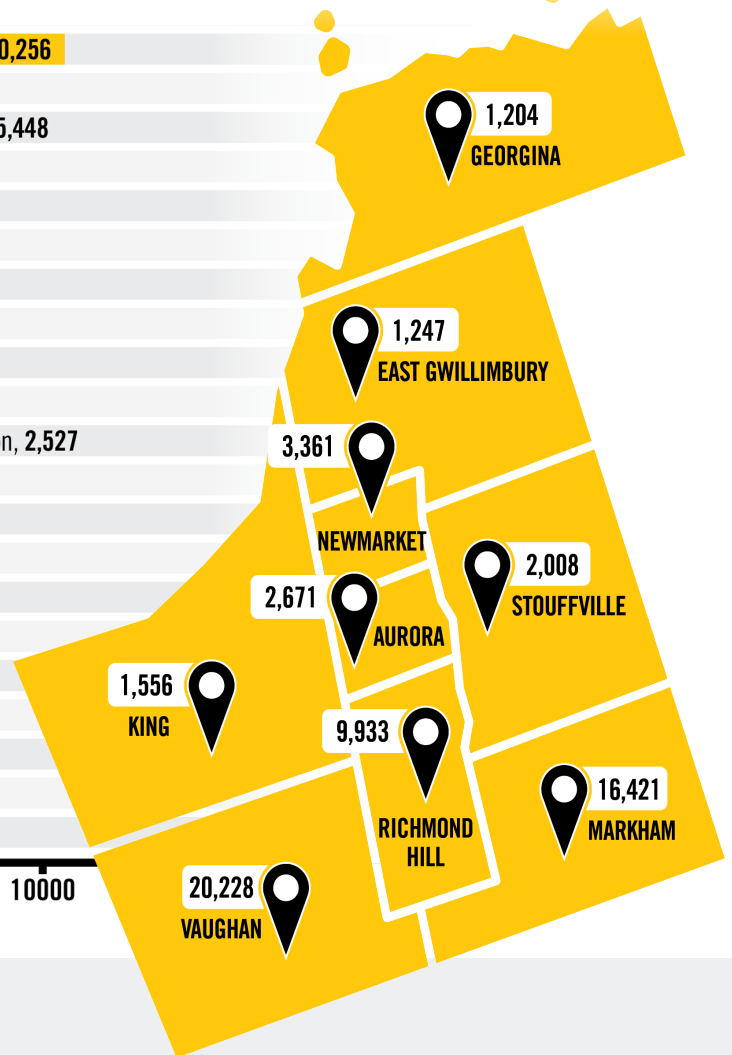 0,256
1,204
GEORGINA
5,448
1,247
EAST GWILLIMBURY
n, 2,527
3,361
NEWMARKET
2,008
STOUFFVILLE
2,671
AURORA
1,556
KING
9,933
RICHMOND
HILL
16,421
MARKHAM
10000
20,228
VAUGHAN